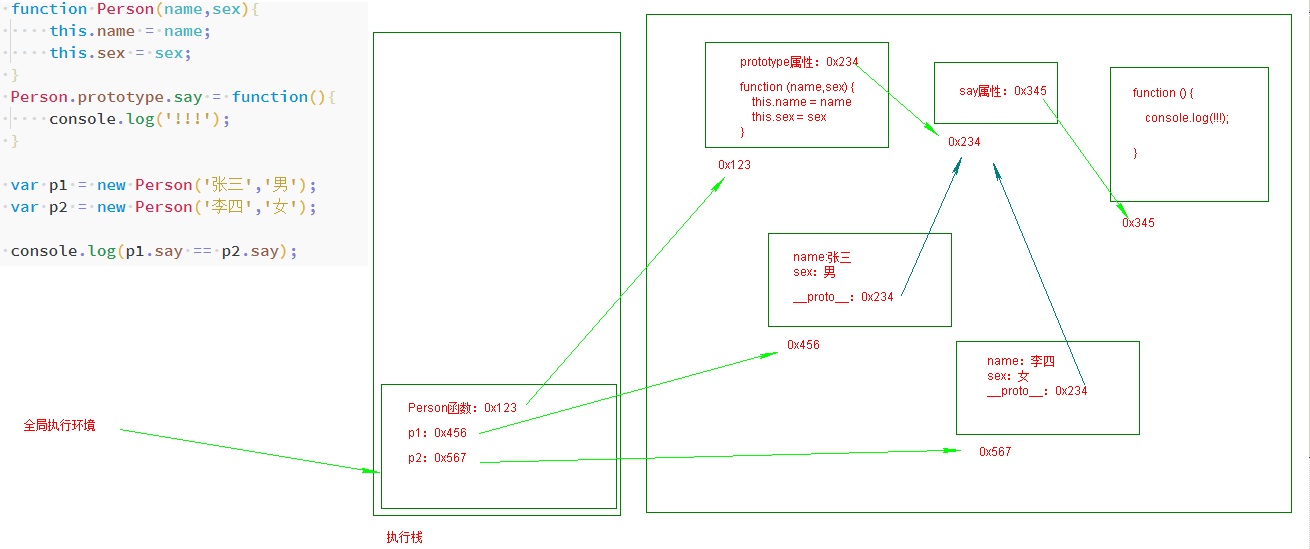 function Person(name,sex){
this.name = name;
this.sex = sex;
}
Person.prototype.say = function(){
console.log('!!!');
}
var p1 = new Person('张三','男');
var p2 = new Person('李四','女');
console.log(p1.say == p2.say);
全局执行环境
Person函数：0x123
p1：0x456
p2：0x567
执行栈
prototype属性：0x234
function (name,sex) {
this.name = name
this.sex = sex
}
0x123
say属性：0x345
0x234
function () {
console.log(!!!);
}
0x345
name:张三
sex：男
__proto__：0x234
0x456
name：李四
sex：女
__proto__：0x234
0x567